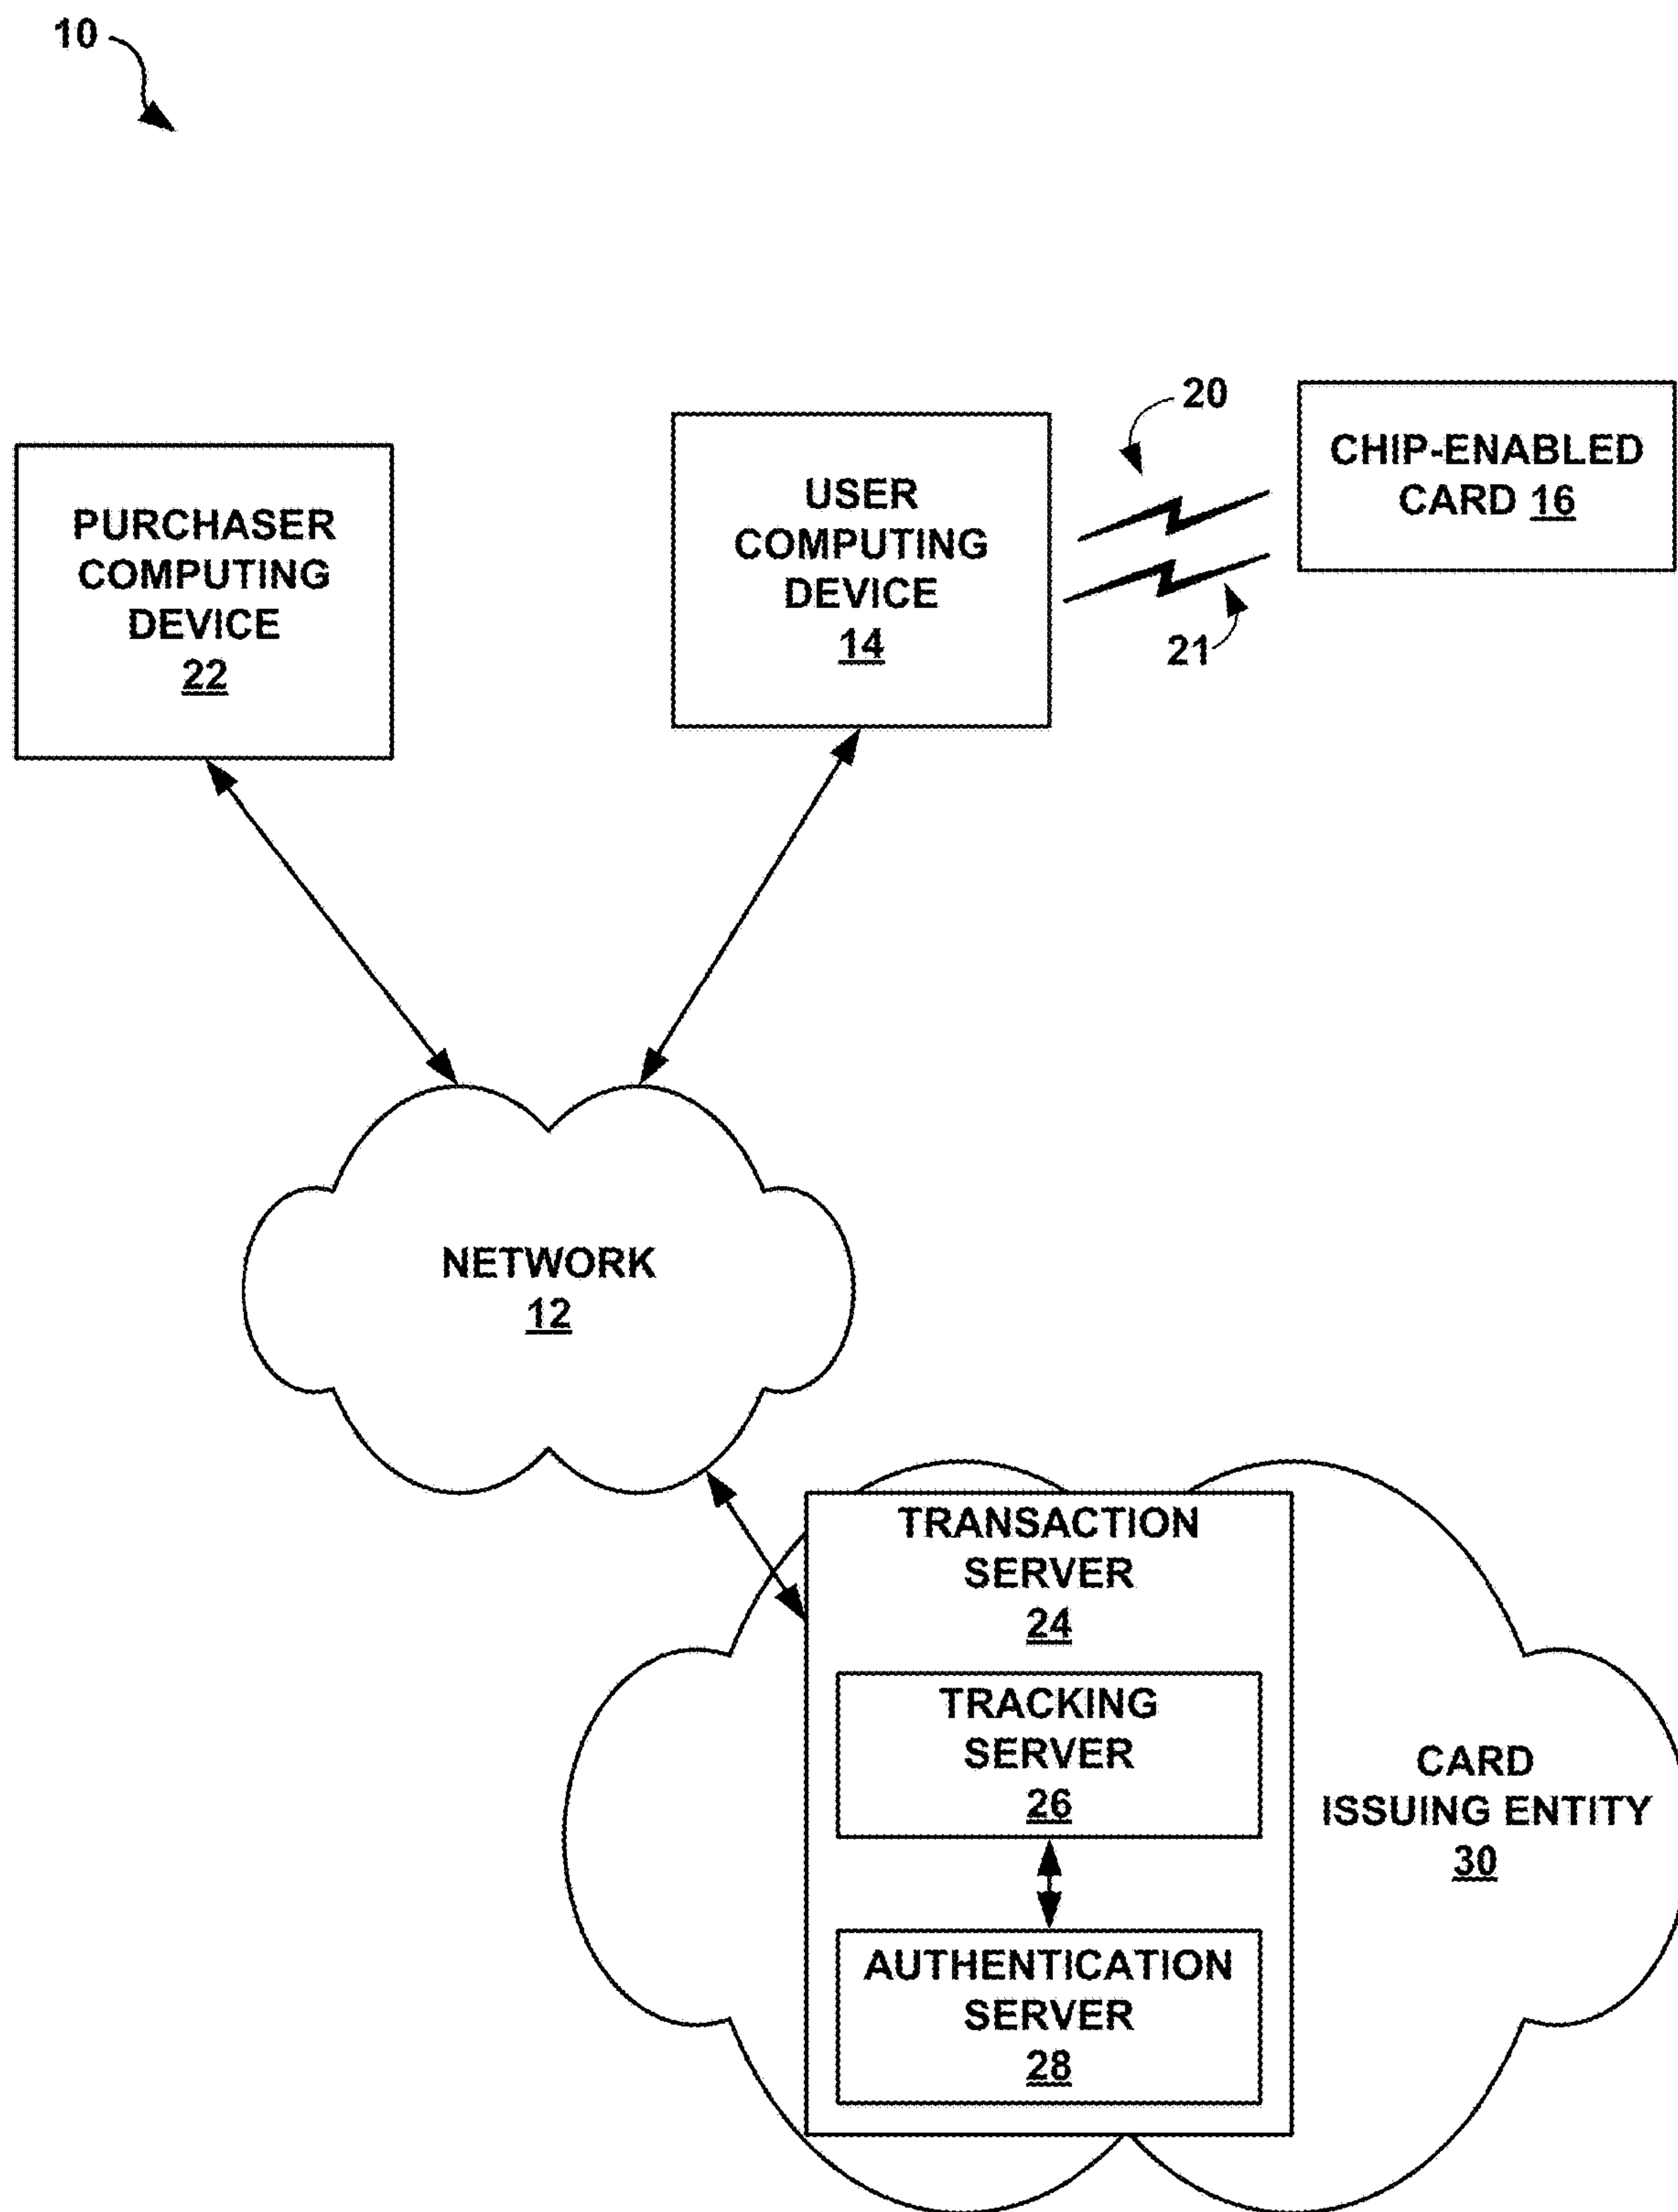 10
20
CHIP-ENABLED
CARD 16
USER
COMPUTING
DEVICE
14
21
PURCHASER
COMPUTING
DEVICE
22
NETWORK
12
TRANSACTION
SERVER
24
TRACKING
SERVER
26
AUTHENTICATION
SERVER
28
CARD
ISSUING ENTITY
30